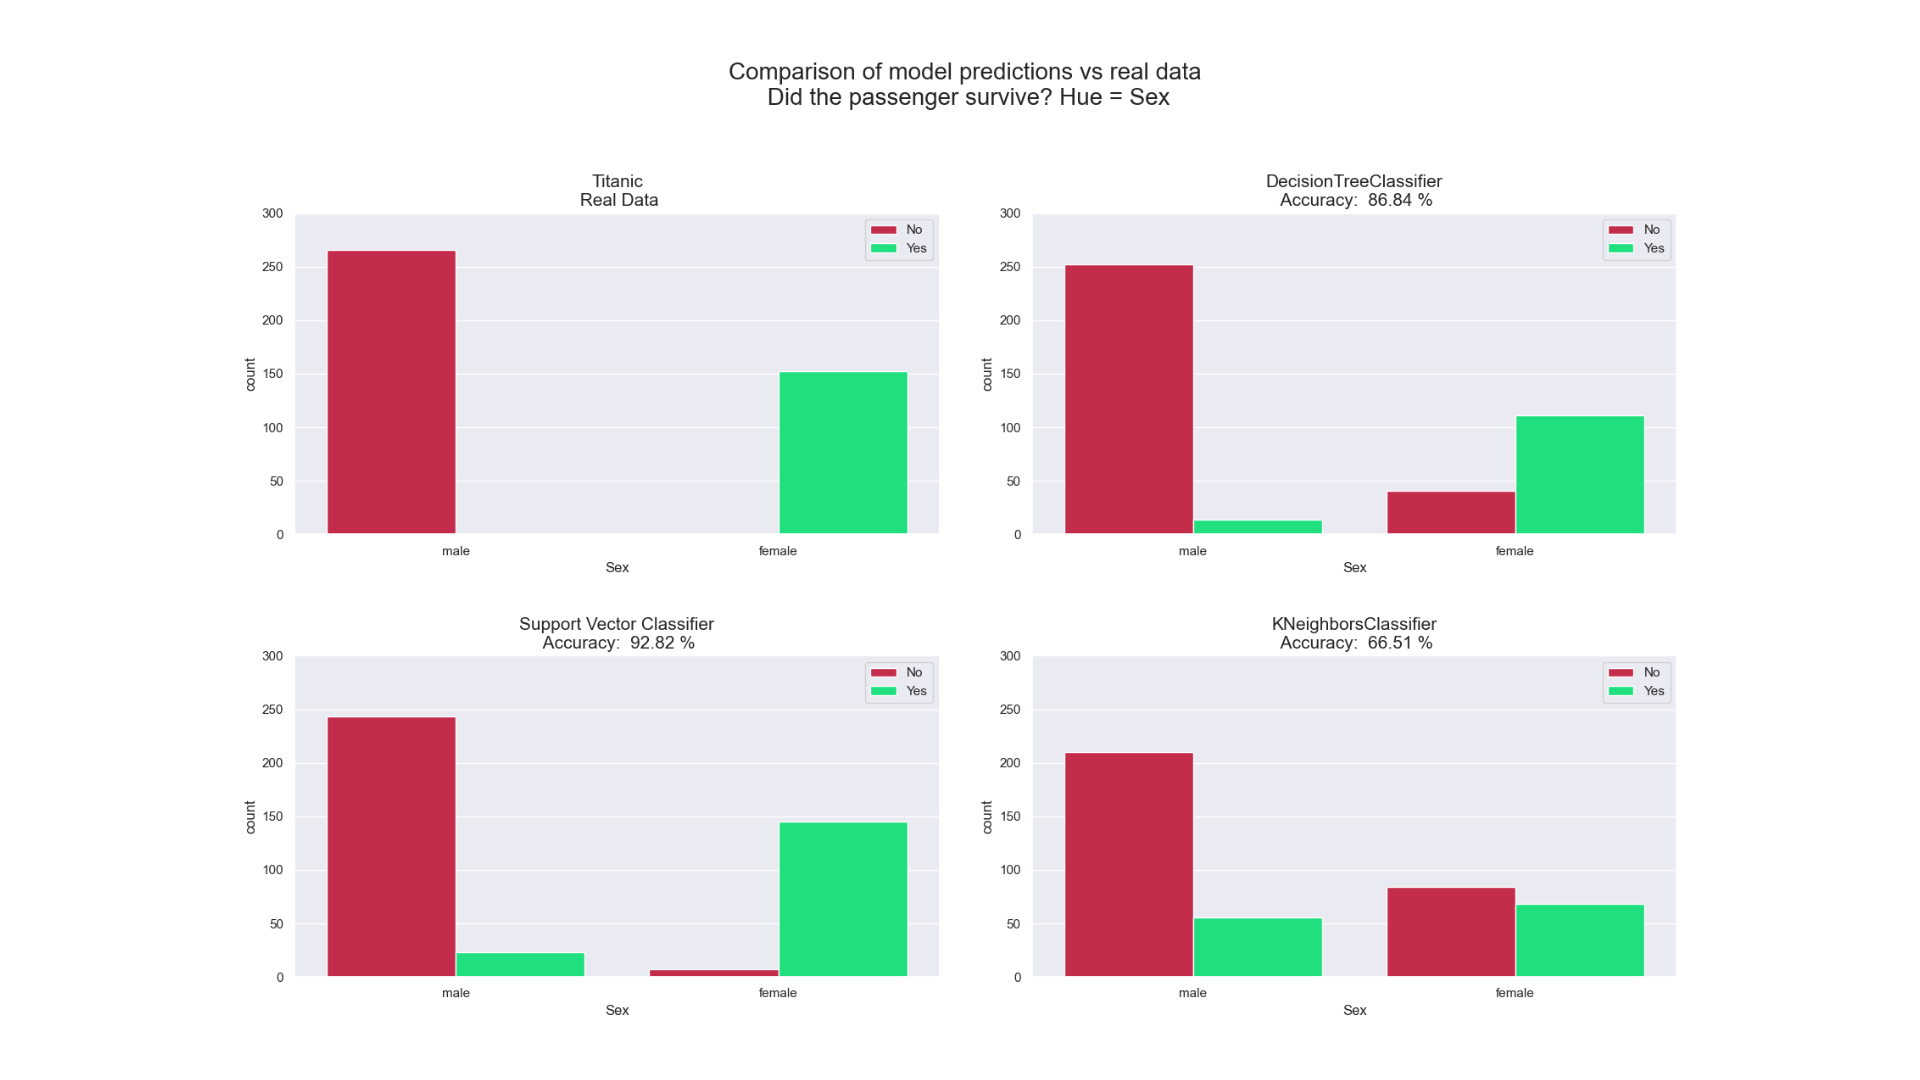 Comparison of model predictions vs real data
Did the passenger survive? Hue = Sex
Titanic
Real Data
300
250
200
150
100
50
0
count
male
female
Sex
No
Yes
DecisionTreeClassifier
Accuracy:  86.84 %
300
250
200
150
100
50
0
count
male
female
Sex
No
Yes
Support Vector Classifier
Accuracy:  92.82 %
300
250
200
150
100
50
0
count
male
female
Sex
No
Yes
KNeighborsClassifier
Accuracy:  66.51 %
300
250
200
150
100
50
0
count
male
female
Sex
No
Yes